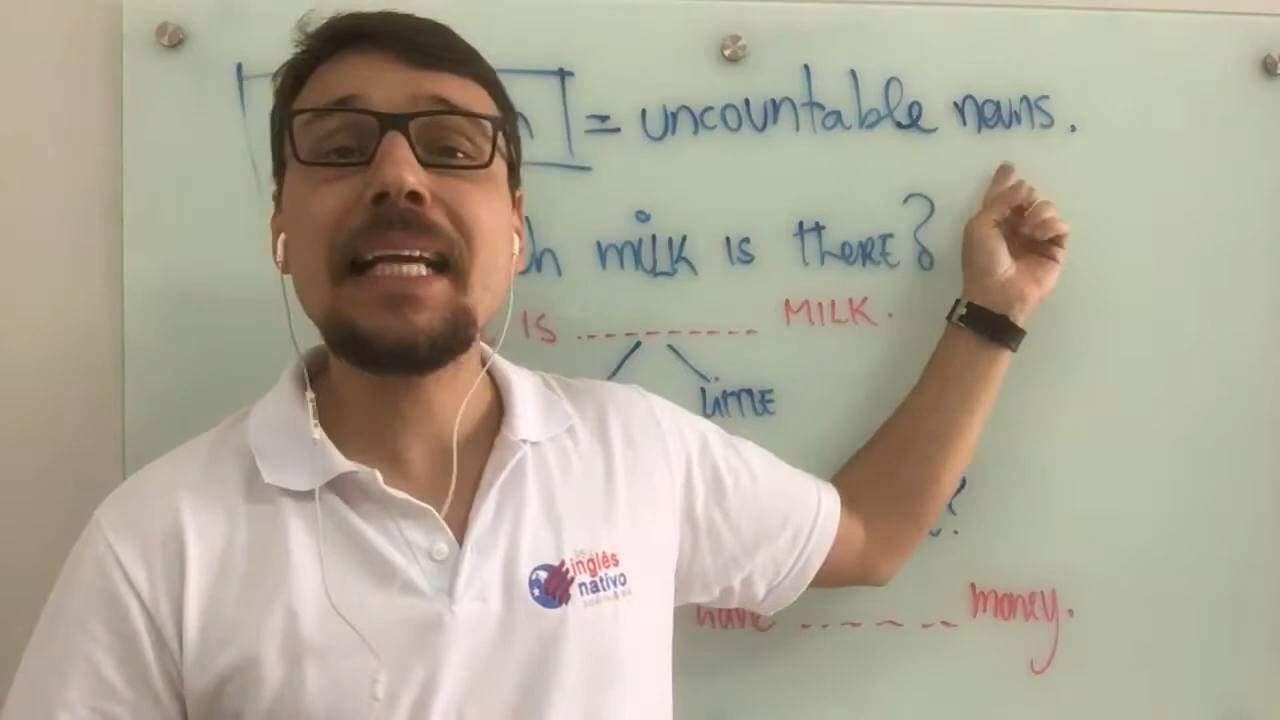 = uncountable nouns.
milk is there?
IS --------- MILK.
LITTLE
?
have ------ money.
inglês
nativo